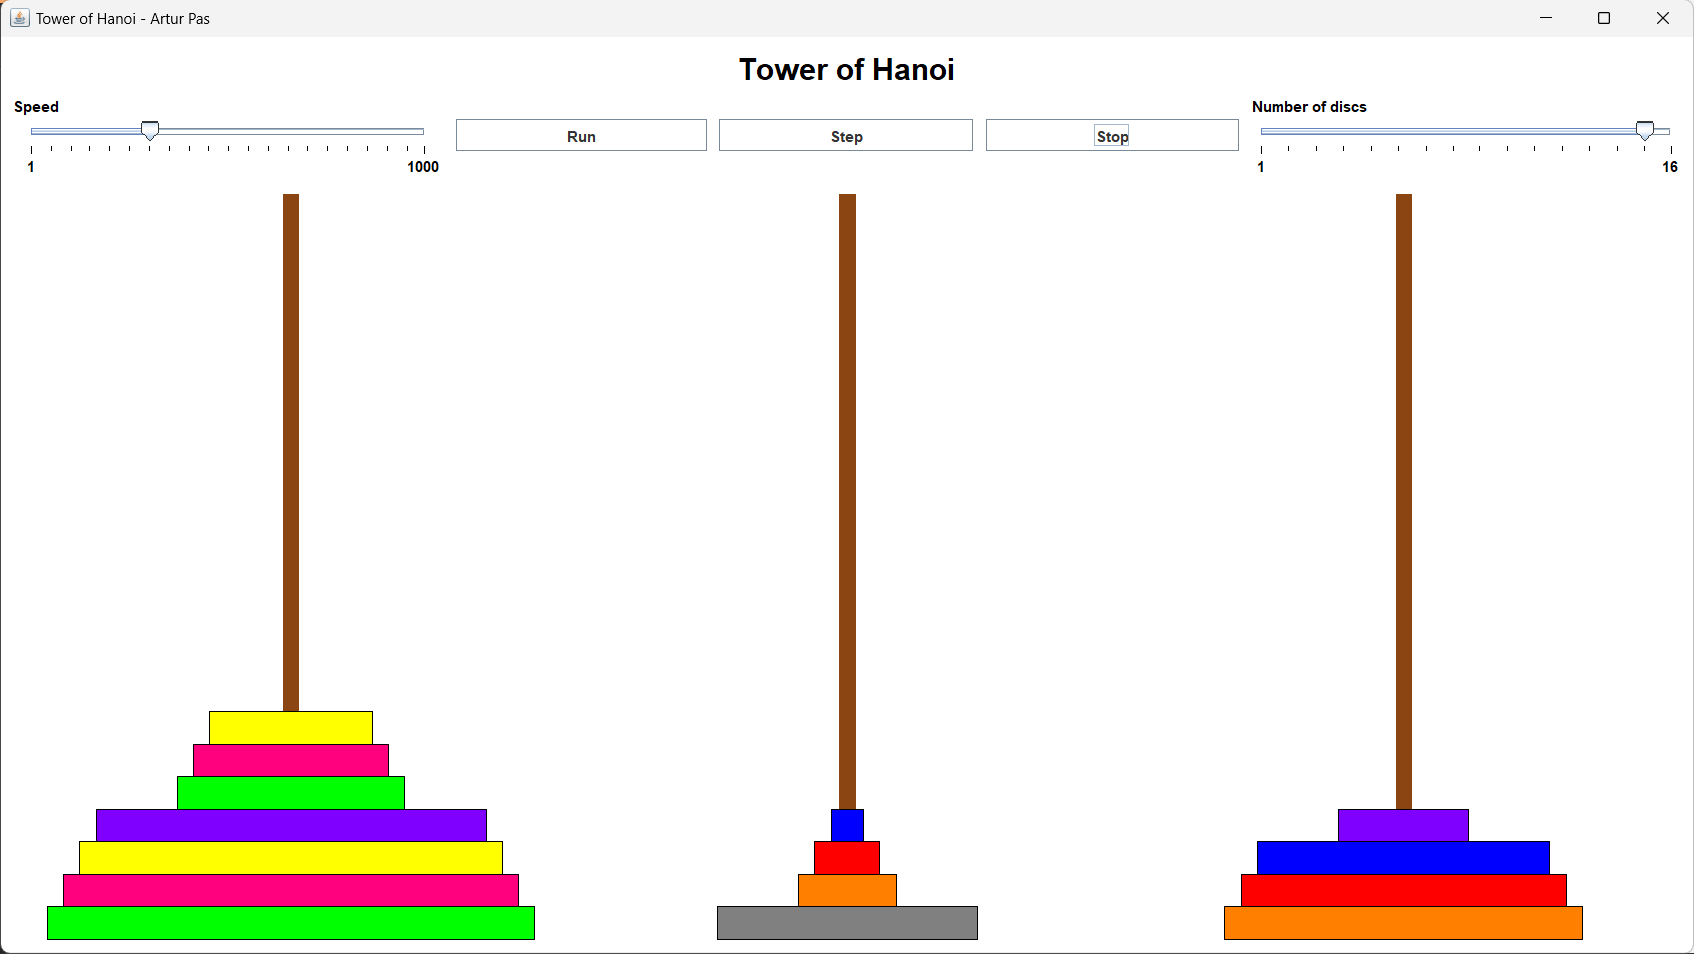 Tower of Hanoi - Artur Pas
Tower of Hanoi
Speed
Number of discs
Run
Step
Stop
1
1000
1
16